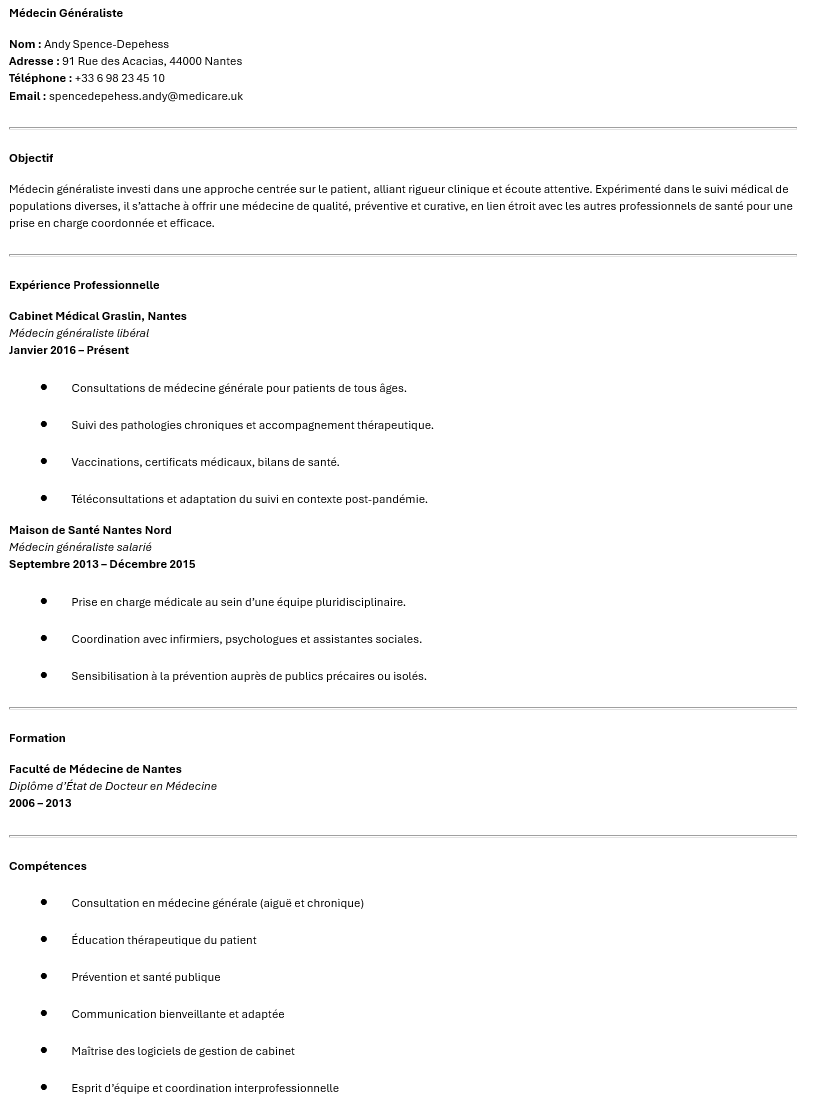 Médecin Généraliste
Nom : Andy Spence-Depehess
Adresse : 91 Rue des Acacias, 44000 Nantes
Téléphone : +33 6 98 23 45 10
Email : spencedepehess.andy@medicare.uk
Objectif
Médecin généraliste investi dans une approche centrée sur le patient, alliant rigueur clinique et écoute attentive. Expérimenté dans le suivi médical de
populations diverses, il s’attache à offrir une médecine de qualité, préventive et curative, en lien étroit avec les autres professionnels de santé pour une
prise en charge coordonnée et efficace.
Expérience Professionnelle
Cabinet Médical Graslin, Nantes
Médecin généraliste libéral
Janvier 2016 – Présent
● Consultations de médecine générale pour patients de tous âges.
● Suivi des pathologies chroniques et accompagnement thérapeutique.
● Vaccinations, certificats médicaux, bilans de santé.
● Téléconsultations et adaptation du suivi en contexte post-pandémie.
Maison de Santé Nantes Nord
Médecin généraliste salarié
Septembre 2013 – Décembre 2015
● Prise en charge médicale au sein d’une équipe pluridisciplinaire.
● Coordination avec infirmiers, psychologues et assistantes sociales.
● Sensibilisation à la prévention auprès de publics précaires ou isolés.
Formation
Faculté de Médecine de Nantes
Diplôme d’État de Docteur en Médecine
2006 – 2013
Compétences
● Consultation en médecine générale (aiguë et chronique)
● Éducation thérapeutique du patient
● Prévention et santé publique
● Communication bienveillante et adaptée
● Maîtrise des logiciels de gestion de cabinet
● Esprit d’équipe et coordination interprofessionnelle